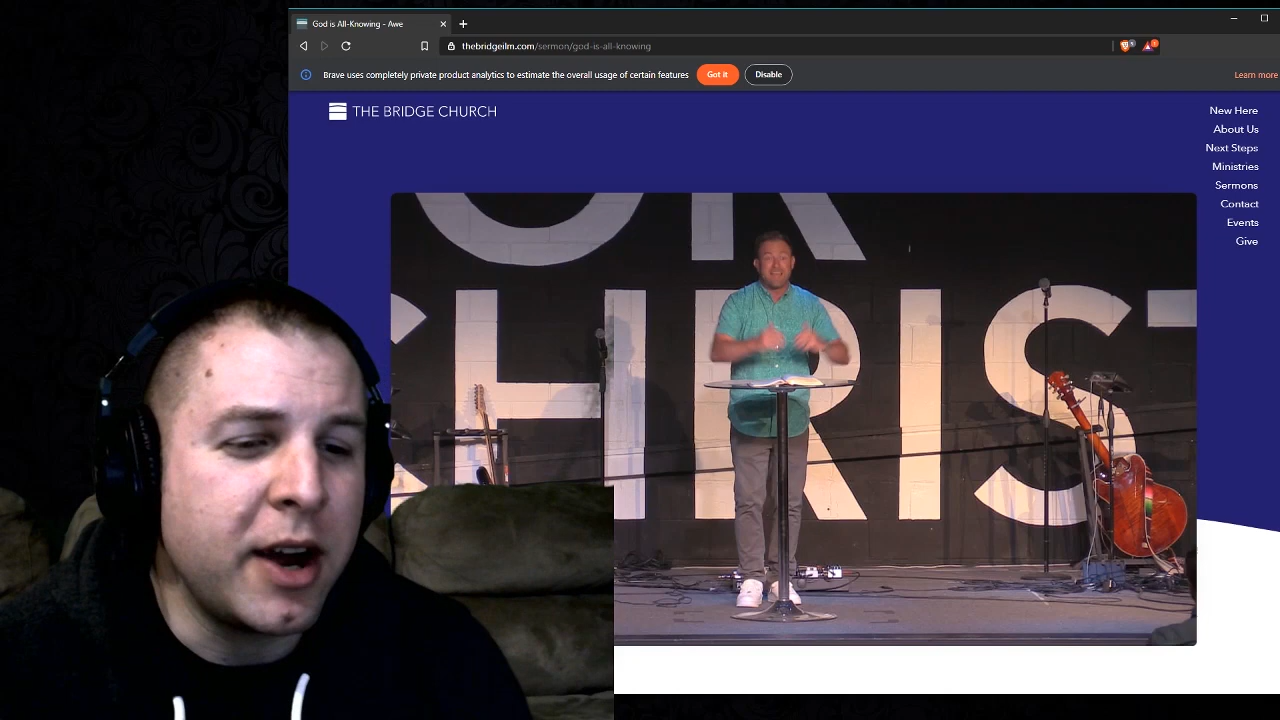 God is All-Knowing - Awe
thebridgeilm.com/sermon/god-is-all-knowing
Brave uses completely private product analytics to estimate the overall usage of certain features
Got it
Disable
Learn more
THE BRIDGE CHURCH
New Here
About Us
Next Steps
Ministries
Sermons
Contact
Events
Give
OR
CHRIST